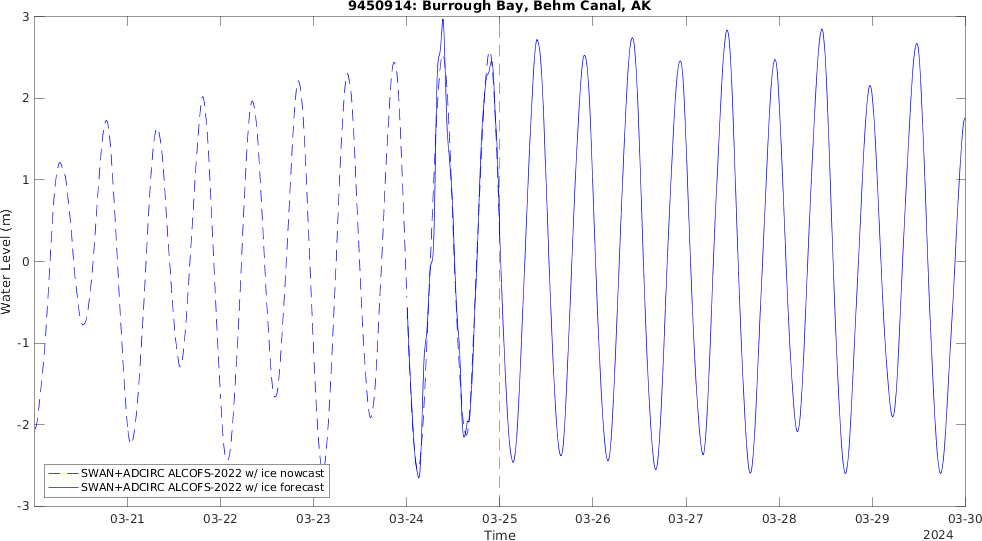 9450914: Burrough Bay, Behm Canal, AK
3
2
1
0
-1
-2
-3
Water Level (m)
SWAN+ADCIRC ALCOFS-2022 w/ ice nowcast
SWAN+ADCIRC ALCOFS-2022 w/ ice forecast
03-21 03-22 03-23 03-24 03-25 03-26 03-27 03-28 03-29 03-30
Time
2024